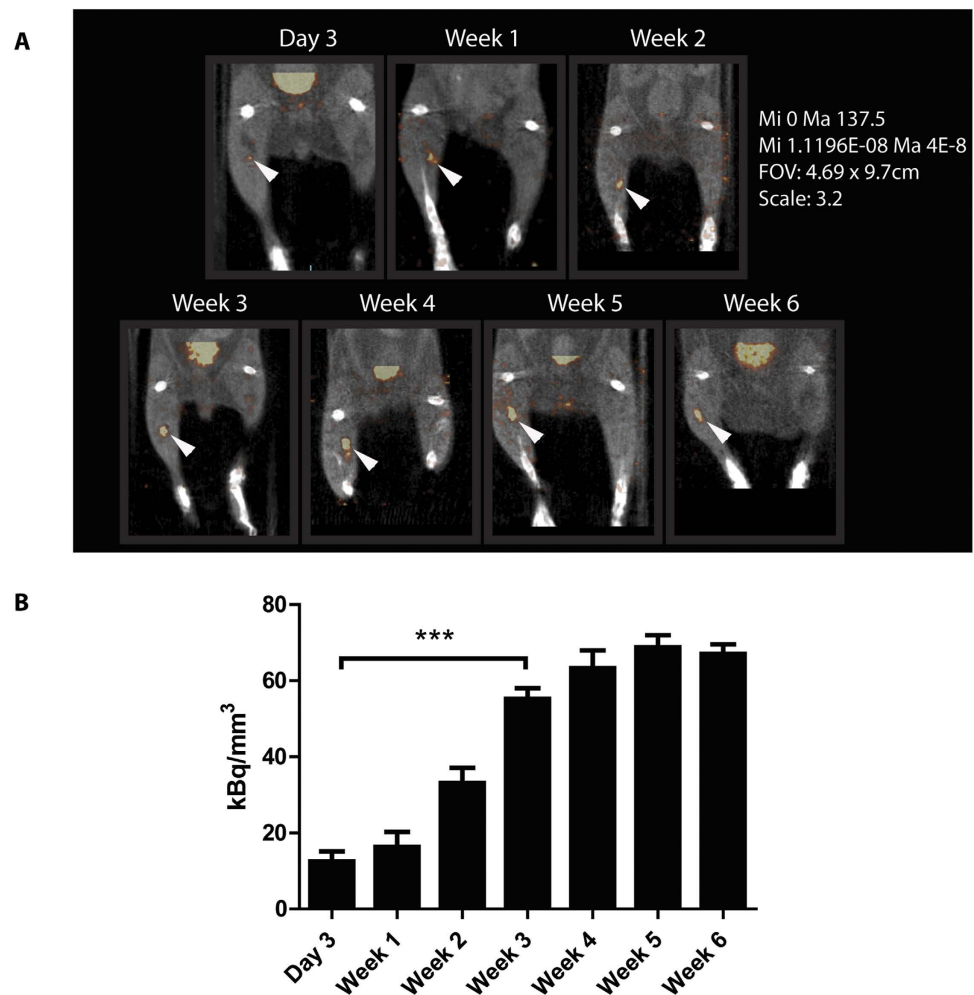 A
Day 3 Week 1 Week 2
Mi 0 Ma 137.5
Mi 1.1196E-08 Ma 4E-8
FOV: 4.69 x 9.7cm
Scale: 3.2
Week 3 Week 4 Week 5 Week 6
B
80
60
40
20
0
kBq/mm³
***
Day 3 Week 1 Week 2 Week 3 Week 4 Week 5 Week 6